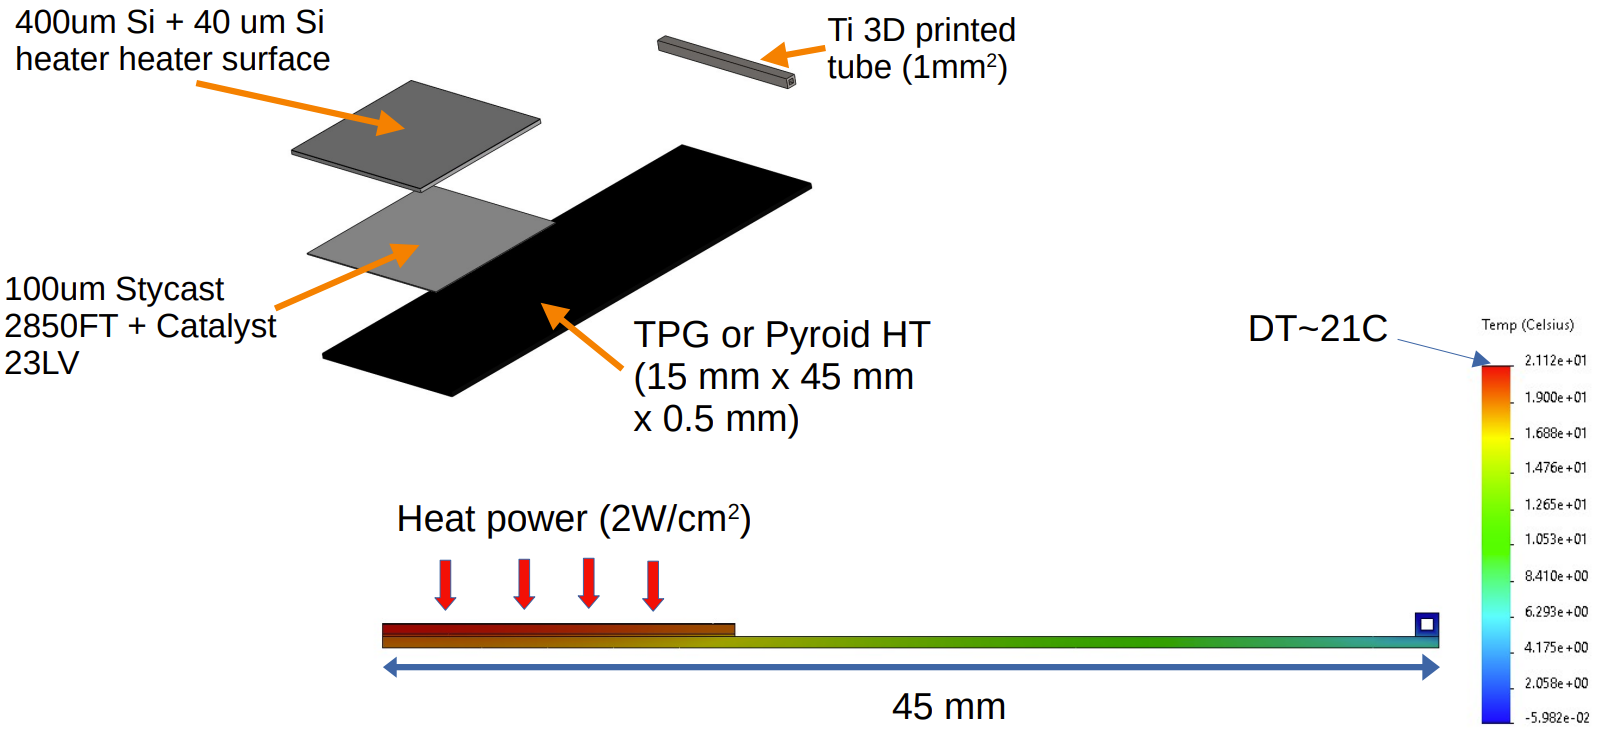 400um Si + 40 um Si
heater heater surface
Ti 3D printed
tube (1mm²)
100um Stycast
2850FT + Catalyst
23LV
TPG or Pyroid HT
(15 mm x 45 mm
x 0.5 mm)
DT~21C
Temp (Celsius)
2.112e+01
1.900e+01
1.688e+01
1.476e+01
1.265e+01
1.053e+01
8.410e+00
6.293e+00
4.175e+00
2.058e+00
-5.982e-02
Heat power (2W/cm²)
45 mm